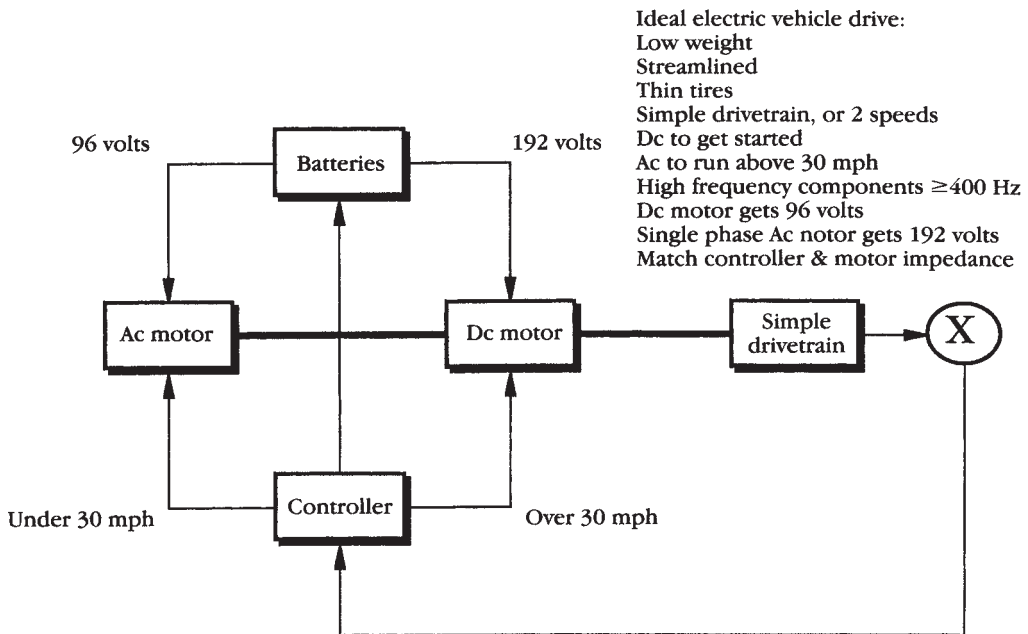 Ideal electric vehicle drive:
Low weight
Streamlined
Thin tires
Simple drivetrain, or 2 speeds
Dc to get started
Ac to run above 30 mph
High frequency components ≥400 Hz
Dc motor gets 96 volts
Single phase Ac notor gets 192 volts
Match controller & motor impedance
96 volts
Batteries
192 volts
Ac motor
Dc motor
Simple
drivetrain
X
Under 30 mph
Controller
Over 30 mph